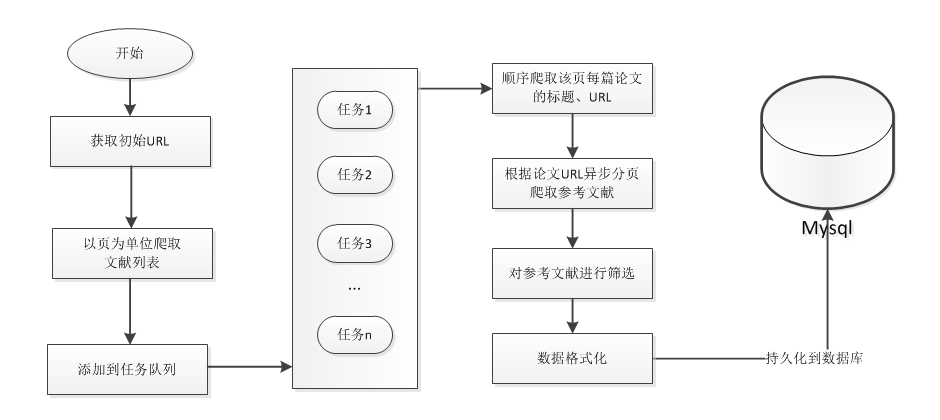 开始
获取初始URL
以页为单位爬取
文献列表
添加到任务队列
任务1
任务2
任务3
...
任务n
顺序爬取该页每篇论文
的标题、URL
根据论文URL异步分页
爬取参考文献
对参考文献进行筛选
数据格式化
持久化到数据库
Mysql